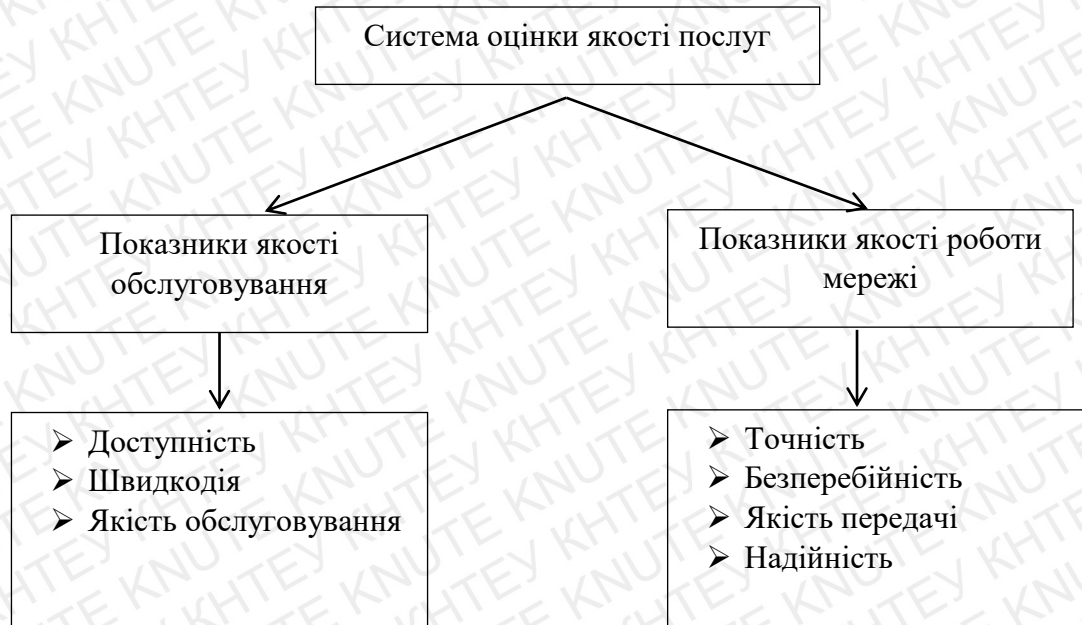 Система оцінки якості послуг
Показники якості
обслуговування
Показники якості роботи
мережі
➢ Доступність
➢ Швидкодія
➢ Якість обслуговування
➢ Точність
➢ Безперебійність
➢ Якість передачі
➢ Надійність